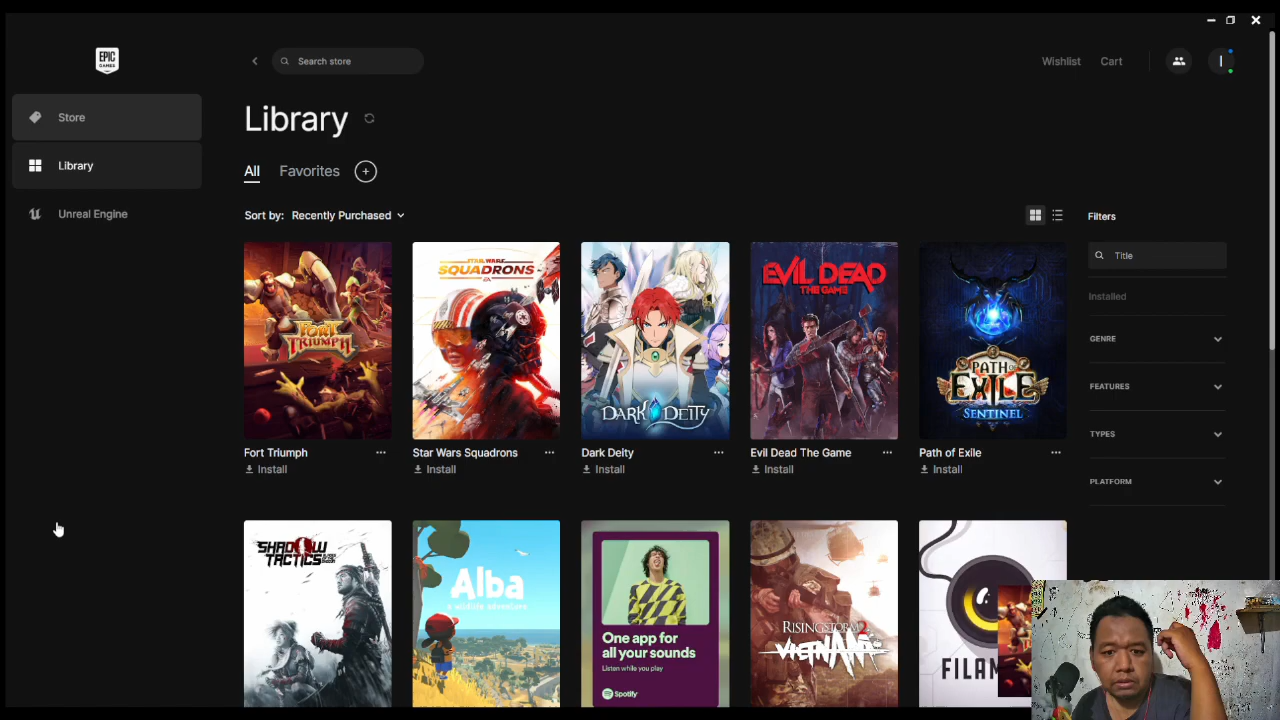 EPIC
GAMES
Search store
Wishlist
Cart
I
Store
Library
Unreal Engine
Library
All
Favorites
Sort by: Recently Purchased
Filters
Title
Installed
GENRE
FEATURES
TYPES
PLATFORM
FORT
TRIUMPH
STAR WARS
SQUADRONS
EA
DARK DEITY
EVIL DEAD
THE GAME
PATH OF
EXILE
SENTINEL
Fort Triumph
Install
Star Wars Squadrons
Install
Dark Deity
Install
Evil Dead The Game
Install
Path of Exile
Install
SHADOW
TACTICS
Alba
a wildlife adventure
One app for
all your sounds
Listen while you play
Spotify
RISING STORM 2
VIETNAM
FILAM